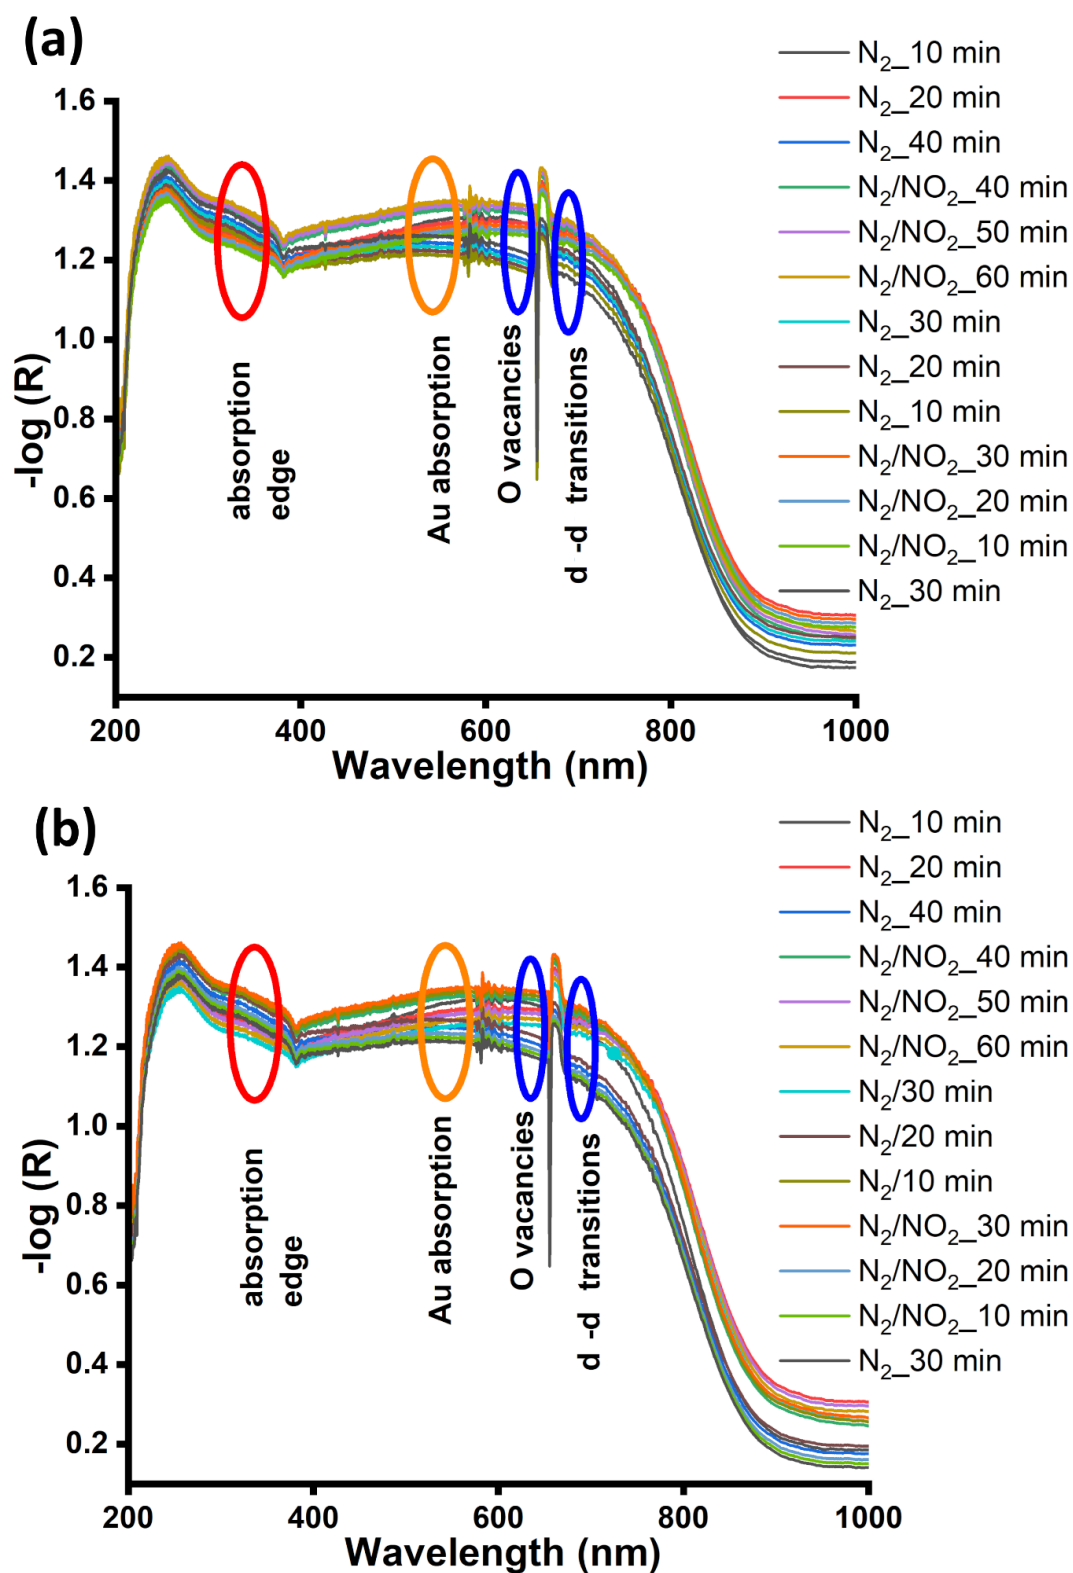 (a)
N₂_10 min
N₂_20 min
N₂_40 min
N₂/NO₂_40 min
N₂/NO₂_50 min
N₂/NO₂_60 min
N₂_30 min
N₂_20 min
N₂_10 min
N₂/NO₂_30 min
N₂/NO₂_20 min
N₂/NO₂_10 min
N₂_30 min
1.6
1.4
1.2
1.0
0.8
0.6
0.4
0.2
-log (R)
absorption
edge
Au absorption
O vacancies
d -d transitions
200
400
600
800
1000
Wavelength (nm)
(b)
N₂_10 min
N₂_20 min
N₂_40 min
N₂/NO₂_40 min
N₂/NO₂_50 min
N₂/NO₂_60 min
N₂/30 min
N₂/20 min
N₂/10 min
N₂/NO₂_30 min
N₂/NO₂_20 min
N₂/NO₂_10 min
N₂_30 min
1.6
1.4
1.2
1.0
0.8
0.6
0.4
0.2
-log (R)
absorption
edge
Au absorption
O vacancies
d -d transitions
200
400
600
800
1000
Wavelength (nm)